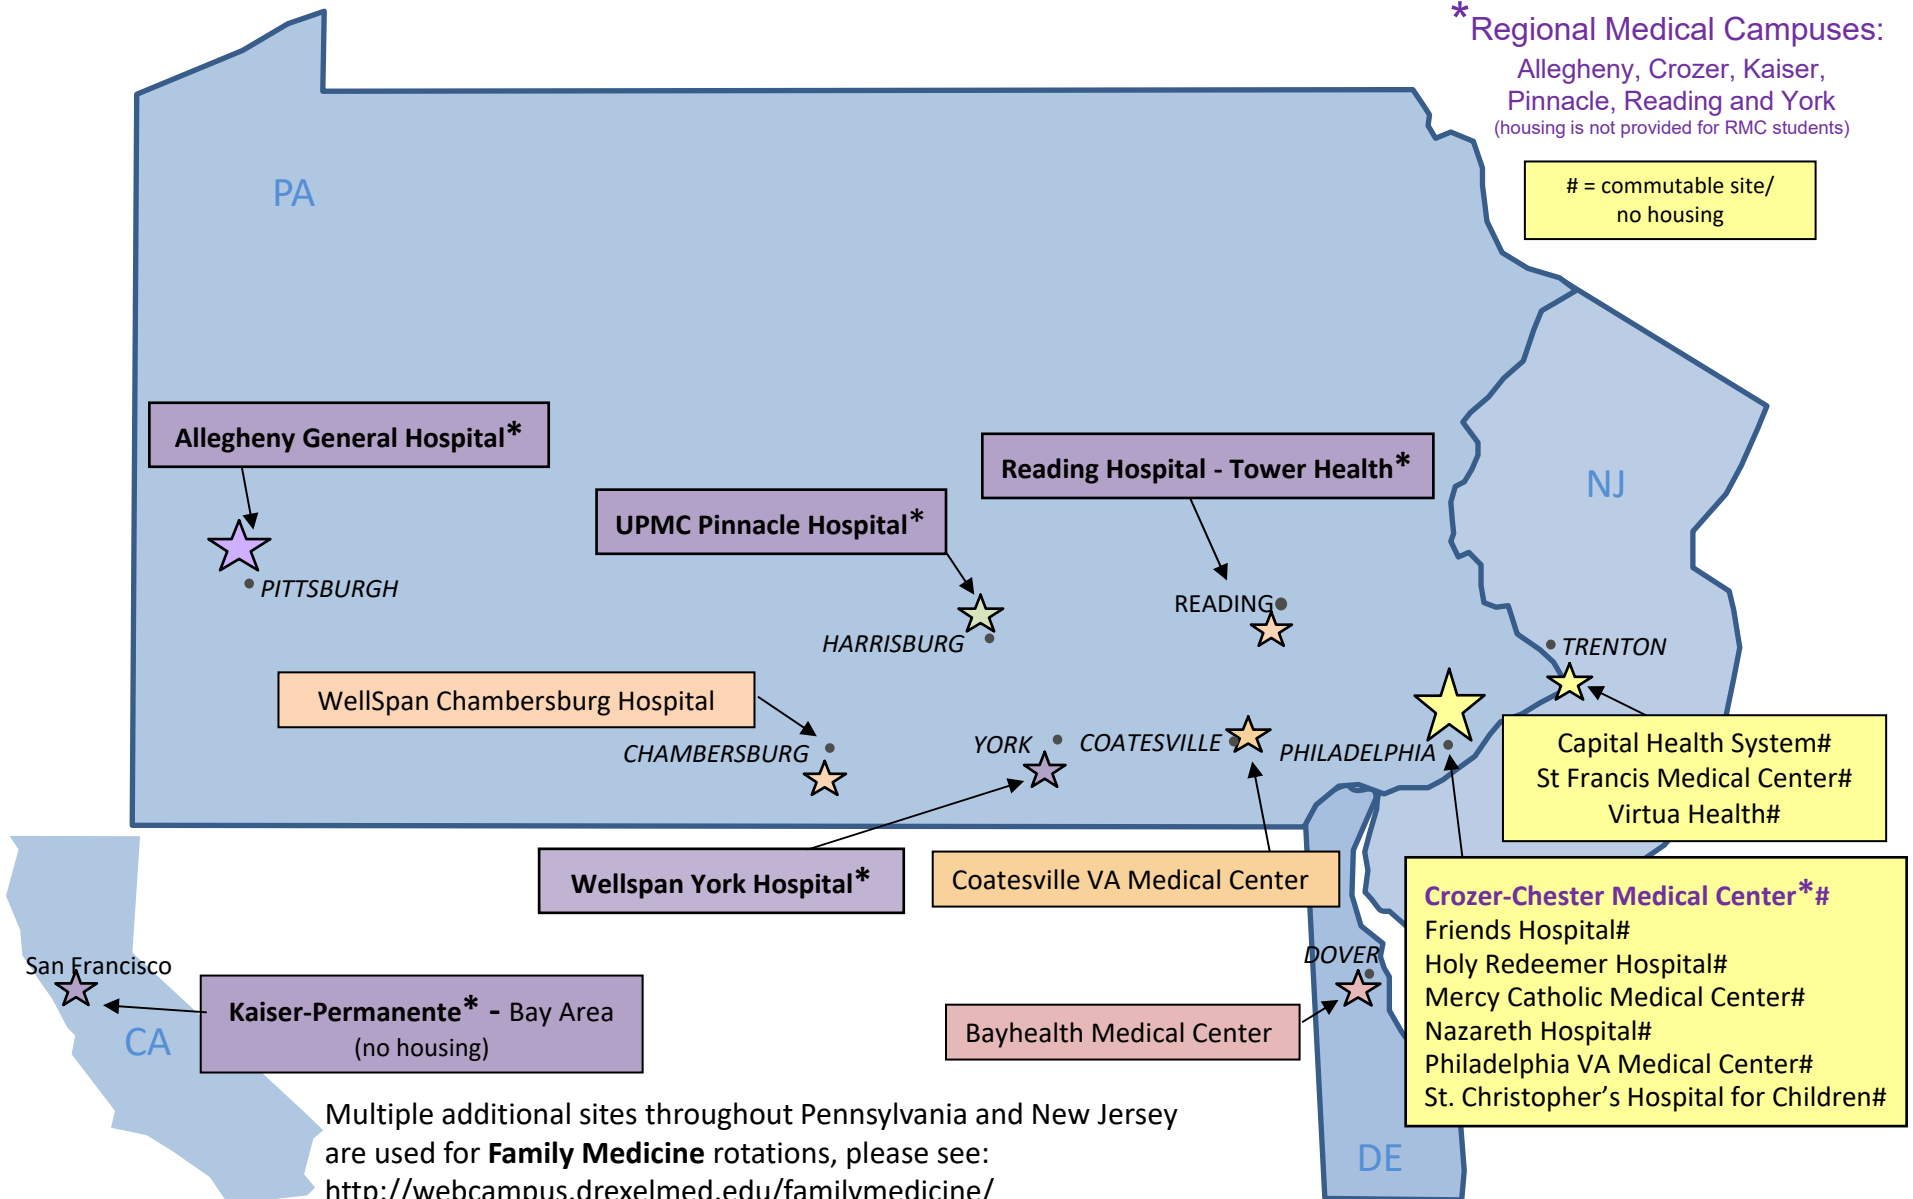 *Regional Medical Campuses:
Allegheny, Crozer, Kaiser,
Pinnacle, Reading and York
(housing is not provided for RMC students)
# = commutable site/
no housing
PA
NJ
Allegheny General Hospital*
PITTSBURGH
UPMC Pinnacle Hospital*
HARRISBURG
Reading Hospital - Tower Health*
READING
TRENTON
Capital Health System#
St Francis Medical Center#
Virtua Health#
WellSpan Chambersburg Hospital
CHAMBERSBURG
YORK
COATESVILLE
PHILADELPHIA
Wellspan York Hospital*
Coatesville VA Medical Center
Crozer-Chester Medical Center*#
Friends Hospital#
Holy Redeemer Hospital#
Mercy Catholic Medical Center#
Nazareth Hospital#
Philadelphia VA Medical Center#
St. Christopher’s Hospital for Children#
DOVER
Bayhealth Medical Center
DE
San Francisco
CA
Kaiser-Permanente* - Bay Area
(no housing)
Multiple additional sites throughout Pennsylvania and New Jersey
are used for Family Medicine rotations, please see:
http://webcampus.drexelmed.edu/familymedicine/